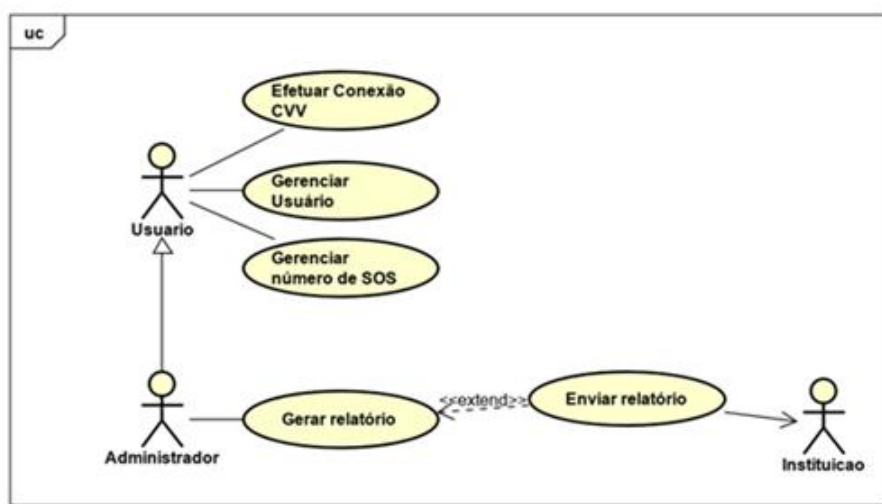 uc
Efetuar Conexão
CVV
Gerenciar
Usuário
Usuario
Gerenciar
número de SOS
<<extend>>
Enviar relatório
Gerar relatório
Administrador
Instituicao